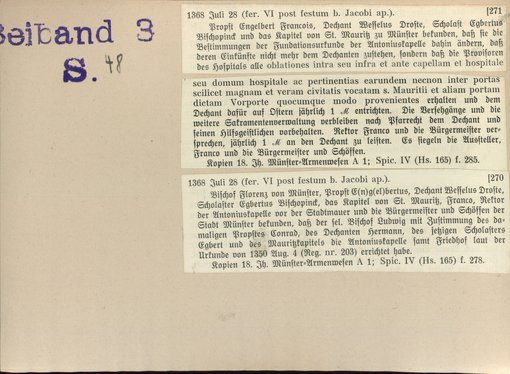 Beiband 3
S. 48
1368 Juli 28 (fer. VI post festum b. Jacobi ap.). [271
Propst Engelbert Francois, Dechant Wesselus Droste, Scholast Egbertus
Bischopinck und das Kapitel von St. Mauritz zu Münster bekunden, daß sie die
Bestimmungen der Fundationsurkunde der Antoniuskapelle dahin ändern, daß
deren Einkünfte nicht mehr dem Dechanten zustehen, sondern daß die Provisoren
des Hospitals alle oblationes intra seu infra et ante capellam et hospitale
seu domum hospitale ac pertinentias earundem necnon inter portas
scilicet magnam et veram civitatis vocatam s. Mauritii et aliam portam
dictam Vorporte quocumque modo provenientes erhalten und dem
Dechant dafür auf Ostern jährlich 1 ℳ entrichten. Die Versehgänge und die
weitere Sakramentenverwaltung verbleiben nach Pfarrecht dem Dechant und
seinen Hilfsgeistlichen vorbehalten. Rektor Franco und die Bürgermeister ver-
sprechen, jährlich 1 ℳ an den Dechant zu leisten. Es siegeln die Aussteller,
Franco und die Bürgermeister und Schöffen.
Kopien 18. Jh. Münster-Armenwesen A 1; Spic. IV (Hs. 165) f. 285.
1368 Juli 28 (fer. VI post festum b. Jacobi ap.). [270
Bischof Florenz von Münster, Propst E(n)g(el)bertus, Dechant Wesselus Droste,
Scholaster Egbertus Bischopinck, das Kapitel von St. Mauritz, Franco, Rektor
der Antoniuskapelle vor der Stadtmauer und die Bürgermeister und Schöffen der
Stadt Münster bekunden, daß der sel. Bischof Ludwig mit Zustimmung des da-
maligen Propstes Conrad, des Dechanten Hermann, des jetzigen Scholasters
Egbert und des Mauritzkapitels die Antoniuskapelle samt Friedhof laut der
Urkunde von 1350 Aug. 4 (Reg. nr. 203) errichtet habe.
Kopien 18. Jh. Münster-Armenwesen A 1; Spic. IV (Hs. 165) f. 278.